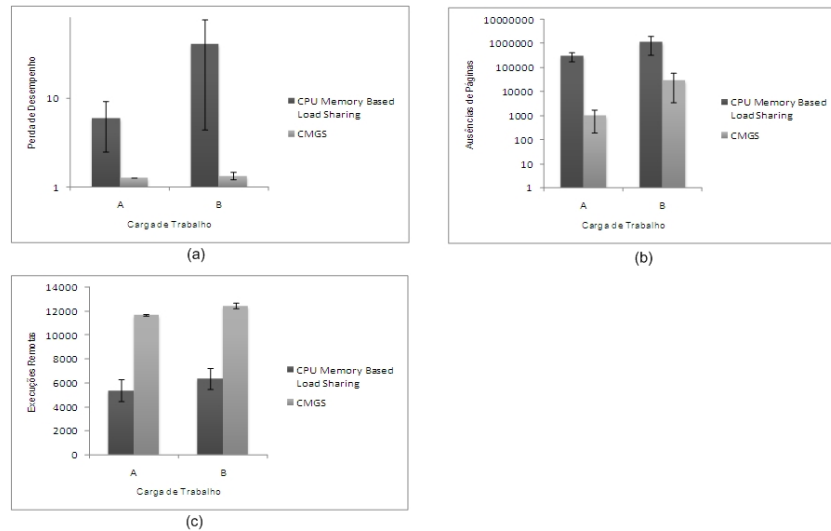 Perda de Desempenho
10
1
A
B
Carga de Trabalho
CPU Memory Based
Load Sharing
CMGS
(a)
Ausências de Páginas
10000000
1000000
100000
10000
1000
100
10
1
A
B
Carga de Trabalho
CPU Memory Based
Load Sharing
CMGS
(b)
Execuções Remotas
14000
12000
10000
8000
6000
4000
2000
0
A
B
Carga de Trabalho
CPU Memory Based
Load Sharing
CMGS
(c)